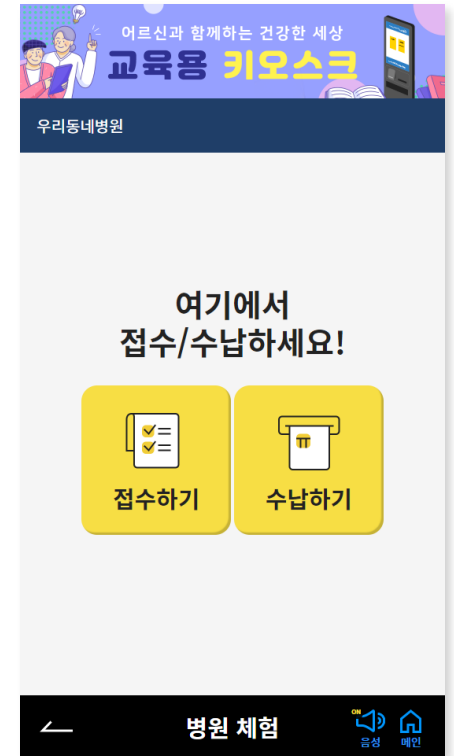 어르신과 함께하는 건강한 세상
교육용 키오스크
우리동네병원
여기에서
접수/수납하세요!
접수하기
수납하기
병원 체험
ON
음성
메인